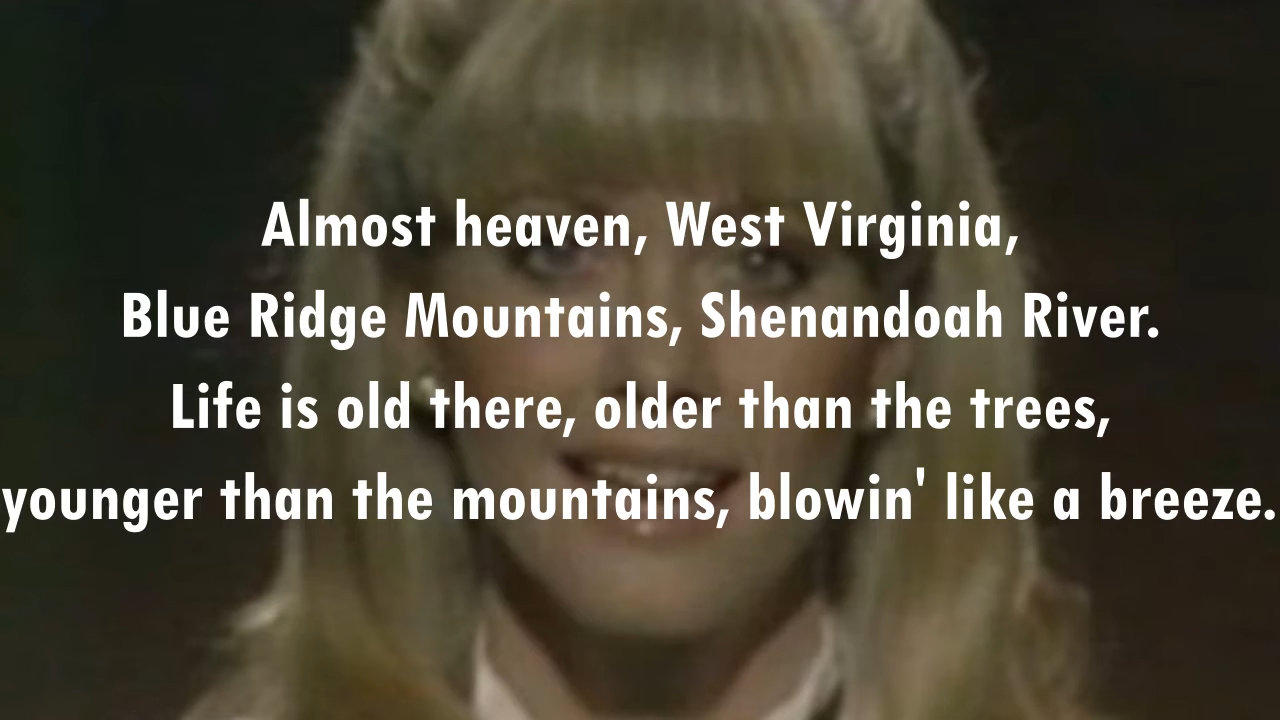 Almost heaven, West Virginia,
Blue Ridge Mountains, Shenandoah River.
Life is old there, older than the trees,
younger than the mountains, blowin' like a breeze.